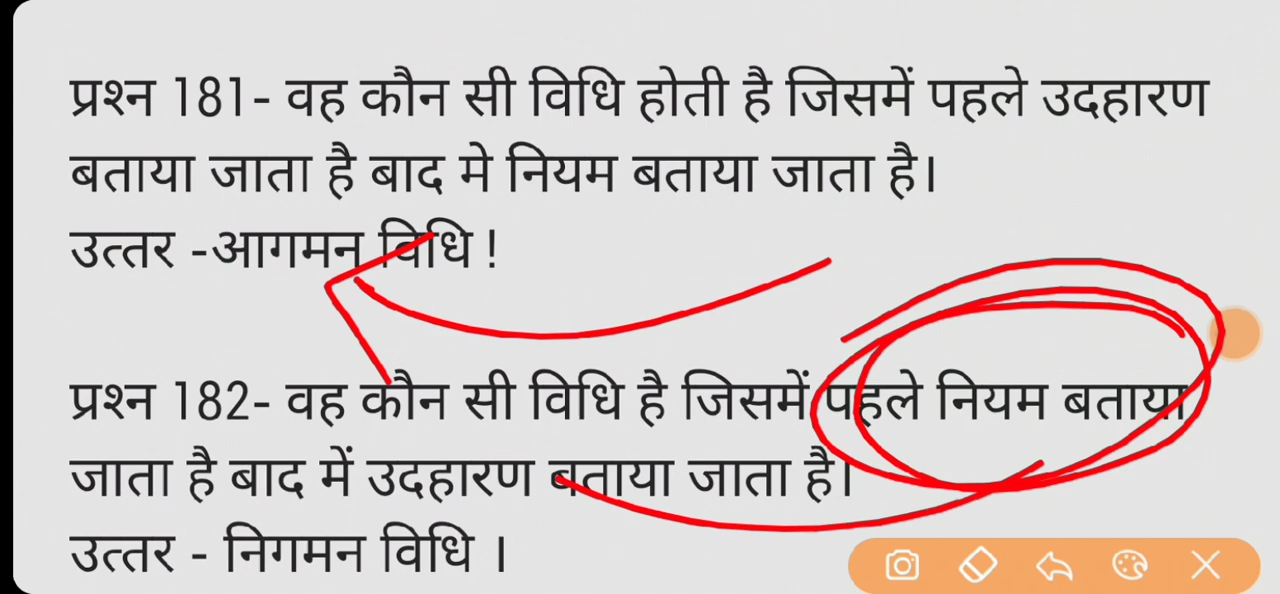 प्रश्न 181- वह कौन सी विधि होती है जिसमें पहले उदहारण
बताया जाता है बाद मे नियम बताया जाता है।
उत्तर -आगमन विधि !
प्रश्न 182- वह कौन सी विधि है जिसमें पहले नियम बताया
जाता है बाद में उदहारण बताया जाता है।
उत्तर - निगमन विधि ।